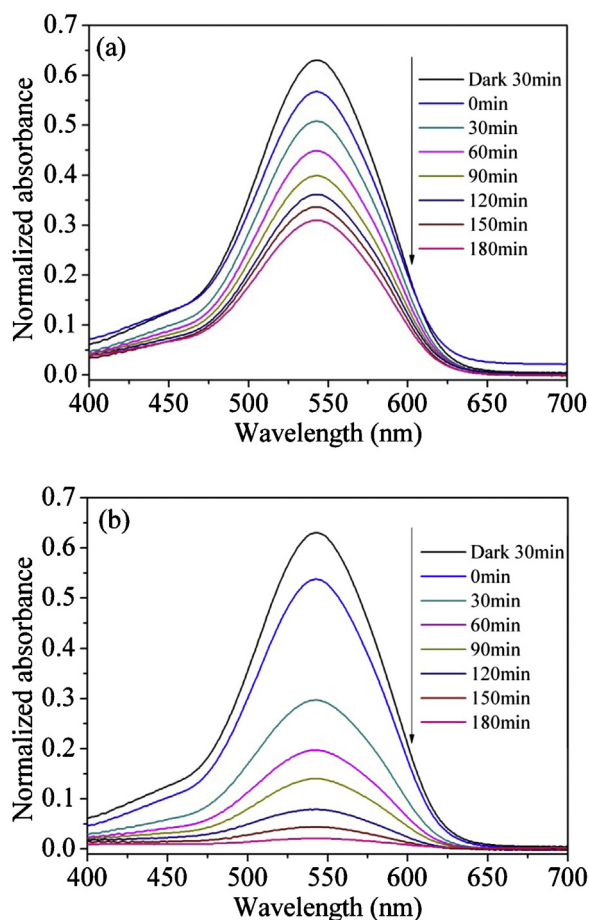 (a)
Normalized absorbance
0.7
0.6
0.5
0.4
0.3
0.2
0.1
0.0
Dark 30min
0min
30min
60min
90min
120min
150min
180min
400 450 500 550 600 650 700
Wavelength (nm)
(b)
Normalized absorbance
0.7
0.6
0.5
0.4
0.3
0.2
0.1
0.0
Dark 30min
0min
30min
60min
90min
120min
150min
180min
400 450 500 550 600 650 700
Wavelength (nm)